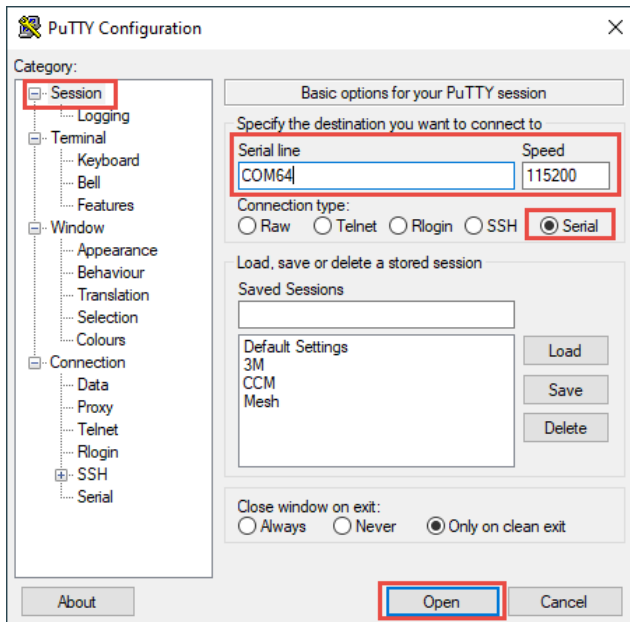 PuTTY Configuration
Category:
Session
Logging
Terminal
Keyboard
Bell
Features
Window
Appearance
Behaviour
Translation
Selection
Colours
Connection
Data
Proxy
Telnet
Rlogin
SSH
Serial
Basic options for your PuTTY session
Specify the destination you want to connect to
Serial line Speed
COM64 115200
Connection type:
Raw Telnet Rlogin SSH Serial
Load, save or delete a stored session
Saved Sessions
Default Settings
3M
CCM
Mesh
Load
Save
Delete
Close window on exit:
Always Never Only on clean exit
About Open Cancel